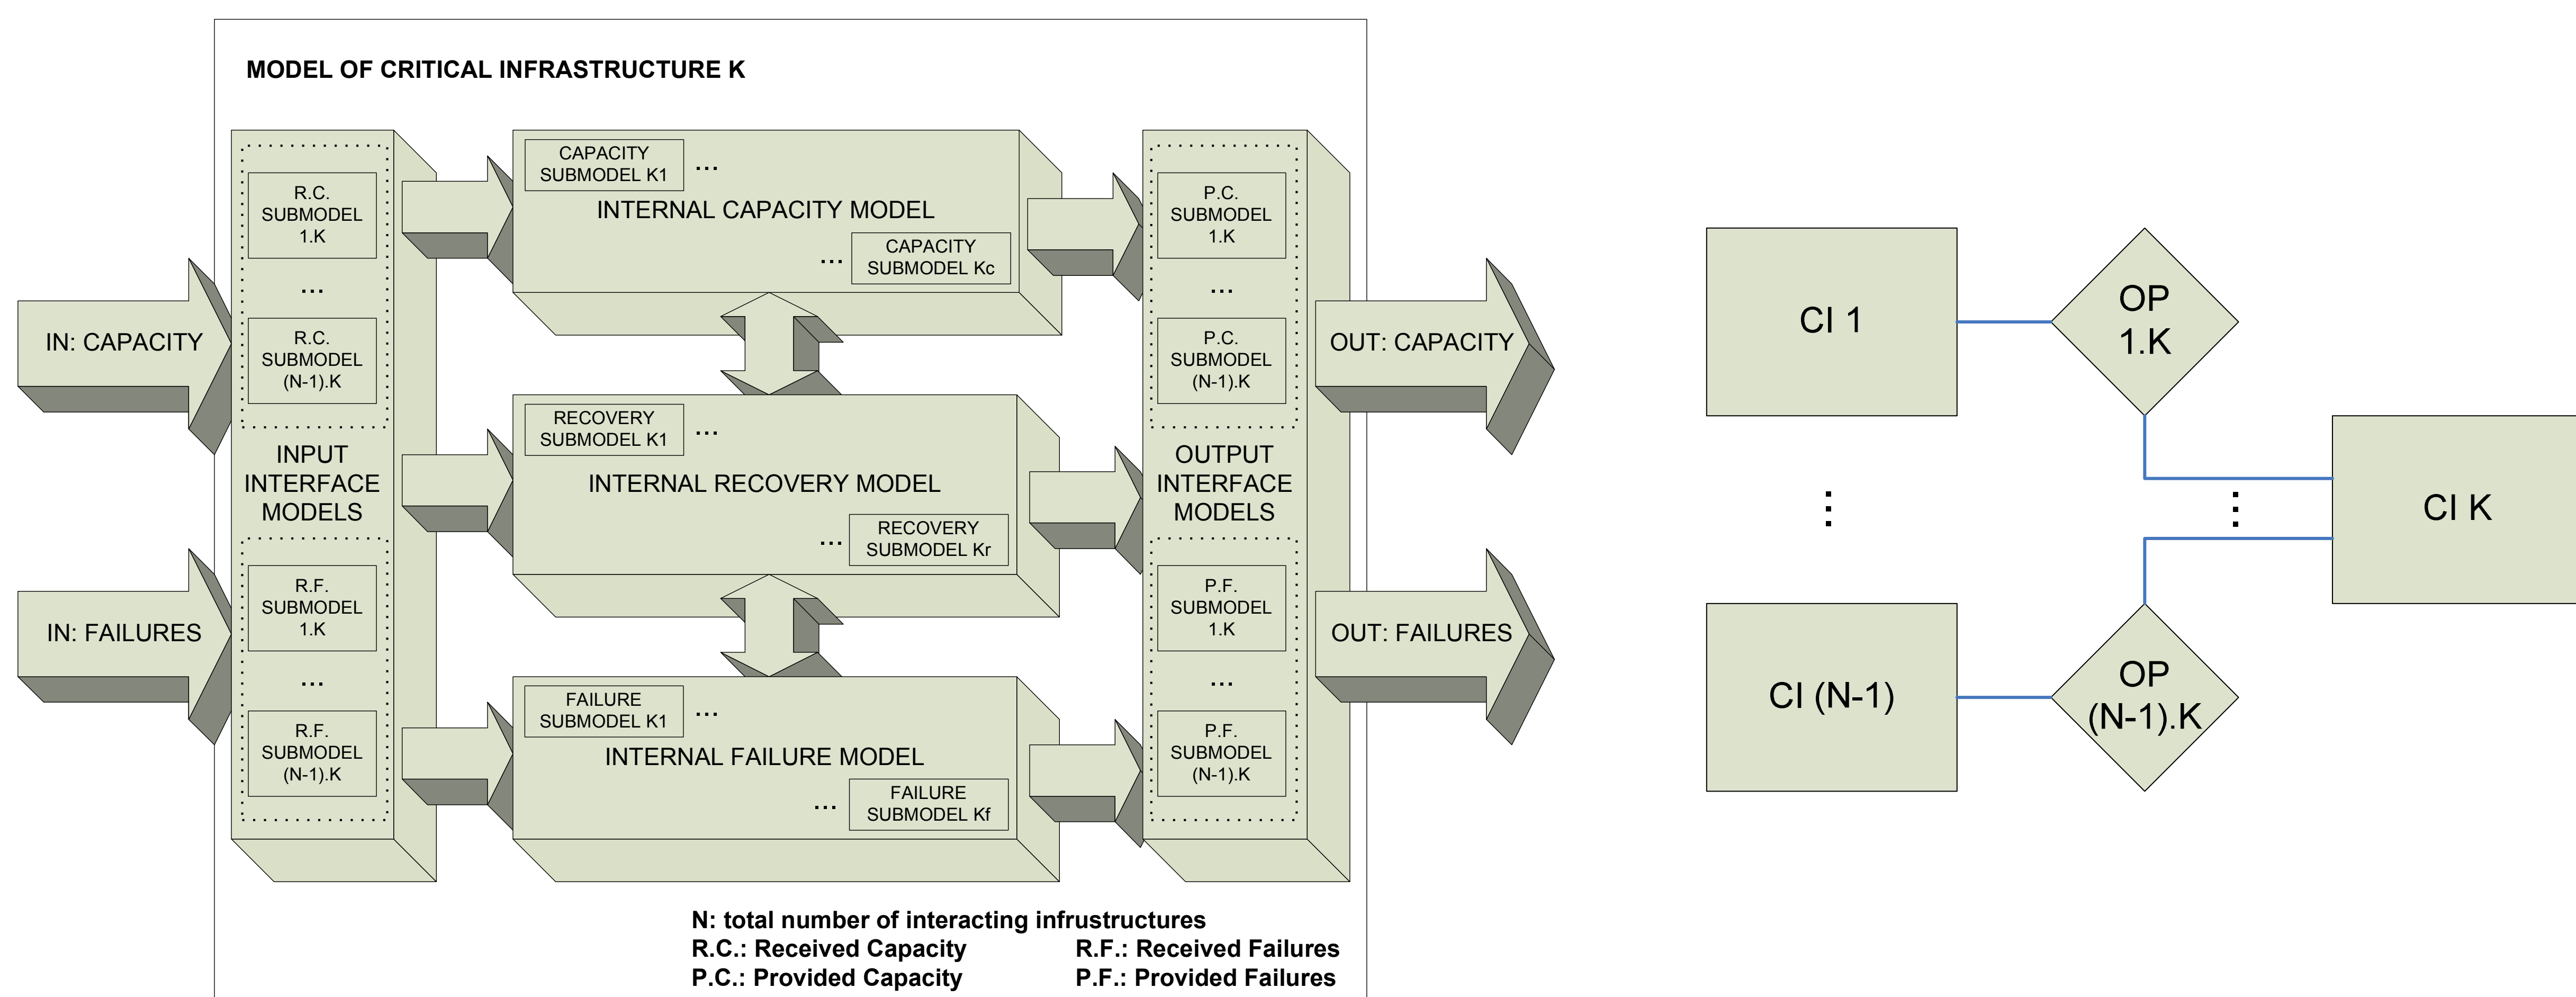 MODEL OF CRITICAL INFRASTRUCTURE K
IN: CAPACITY
IN: FAILURES
R.C.
SUBMODEL
1.K
...
R.C.
SUBMODEL
(N-1).K
INPUT
INTERFACE
MODELS
R.F.
SUBMODEL
1.K
...
R.F.
SUBMODEL
(N-1).K
CAPACITY
SUBMODEL K1
...
INTERNAL CAPACITY MODEL
...
CAPACITY
SUBMODEL Kc
RECOVERY
SUBMODEL K1
...
INTERNAL RECOVERY MODEL
...
RECOVERY
SUBMODEL Kr
FAILURE
SUBMODEL K1
...
INTERNAL FAILURE MODEL
...
FAILURE
SUBMODEL Kf
P.C.
SUBMODEL
1.K
...
P.C.
SUBMODEL
(N-1).K
OUTPUT
INTERFACE
MODELS
P.F.
SUBMODEL
1.K
...
P.F.
SUBMODEL
(N-1).K
OUT: CAPACITY
OUT: FAILURES
N: total number of interacting infrustructures
R.C.: Received Capacity R.F.: Received Failures
P.C.: Provided Capacity P.F.: Provided Failures
CI 1
OP
1.K
...
...
CI K
CI (N-1)
OP
(N-1).K